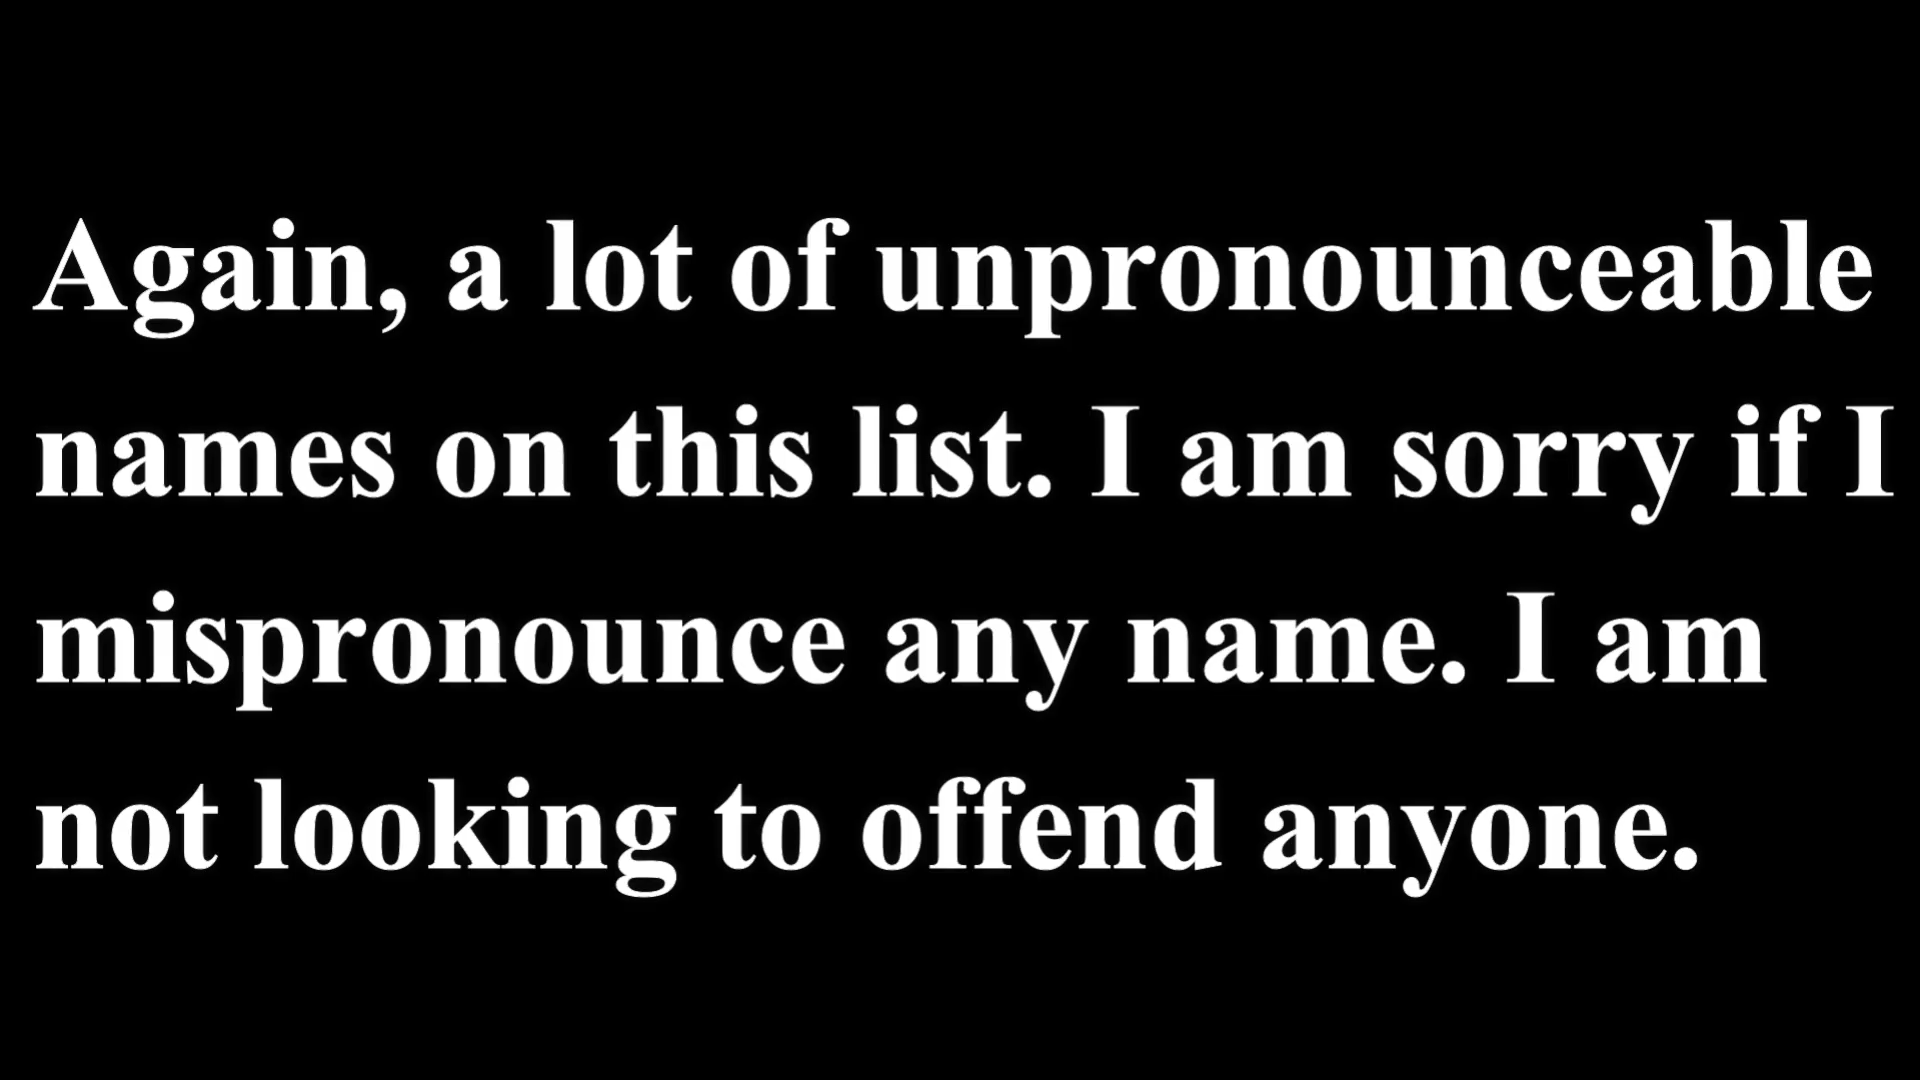 Again, a lot of unpronounceable
names on this list. I am sorry if I
mispronounce any name. I am
not looking to offend anyone.